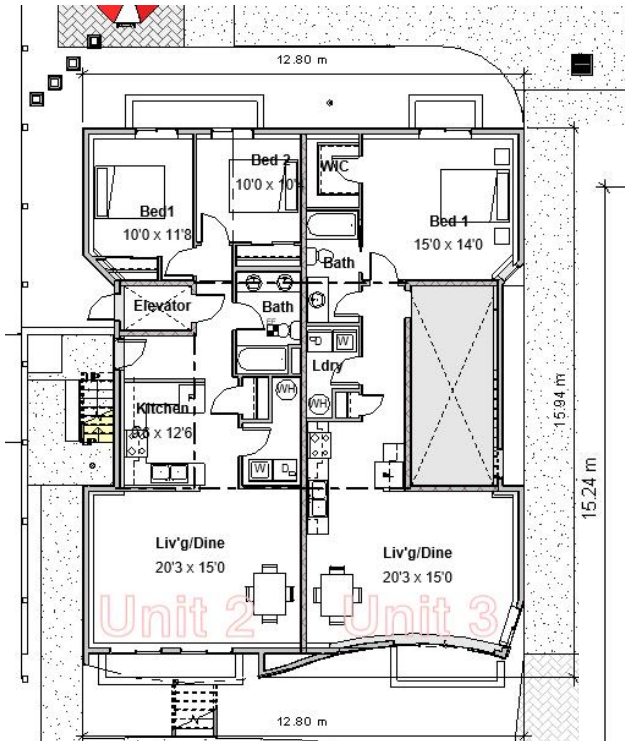 12.80 m
Bed 2
10'0 x 10'
WIC
Bed1
10'0 x 11'8
Bed 1
15'0 x 14'0
Bath
Elevator
Bath
W
Ldry
WH
Kitchen
WH
9'6 x 12'6
15.94 m
W
D
15.24 m
Liv'g/Dine
20'3 x 15'0
Liv'g/Dine
20'3 x 15'0
Unit 2
Unit 3
12.80 m